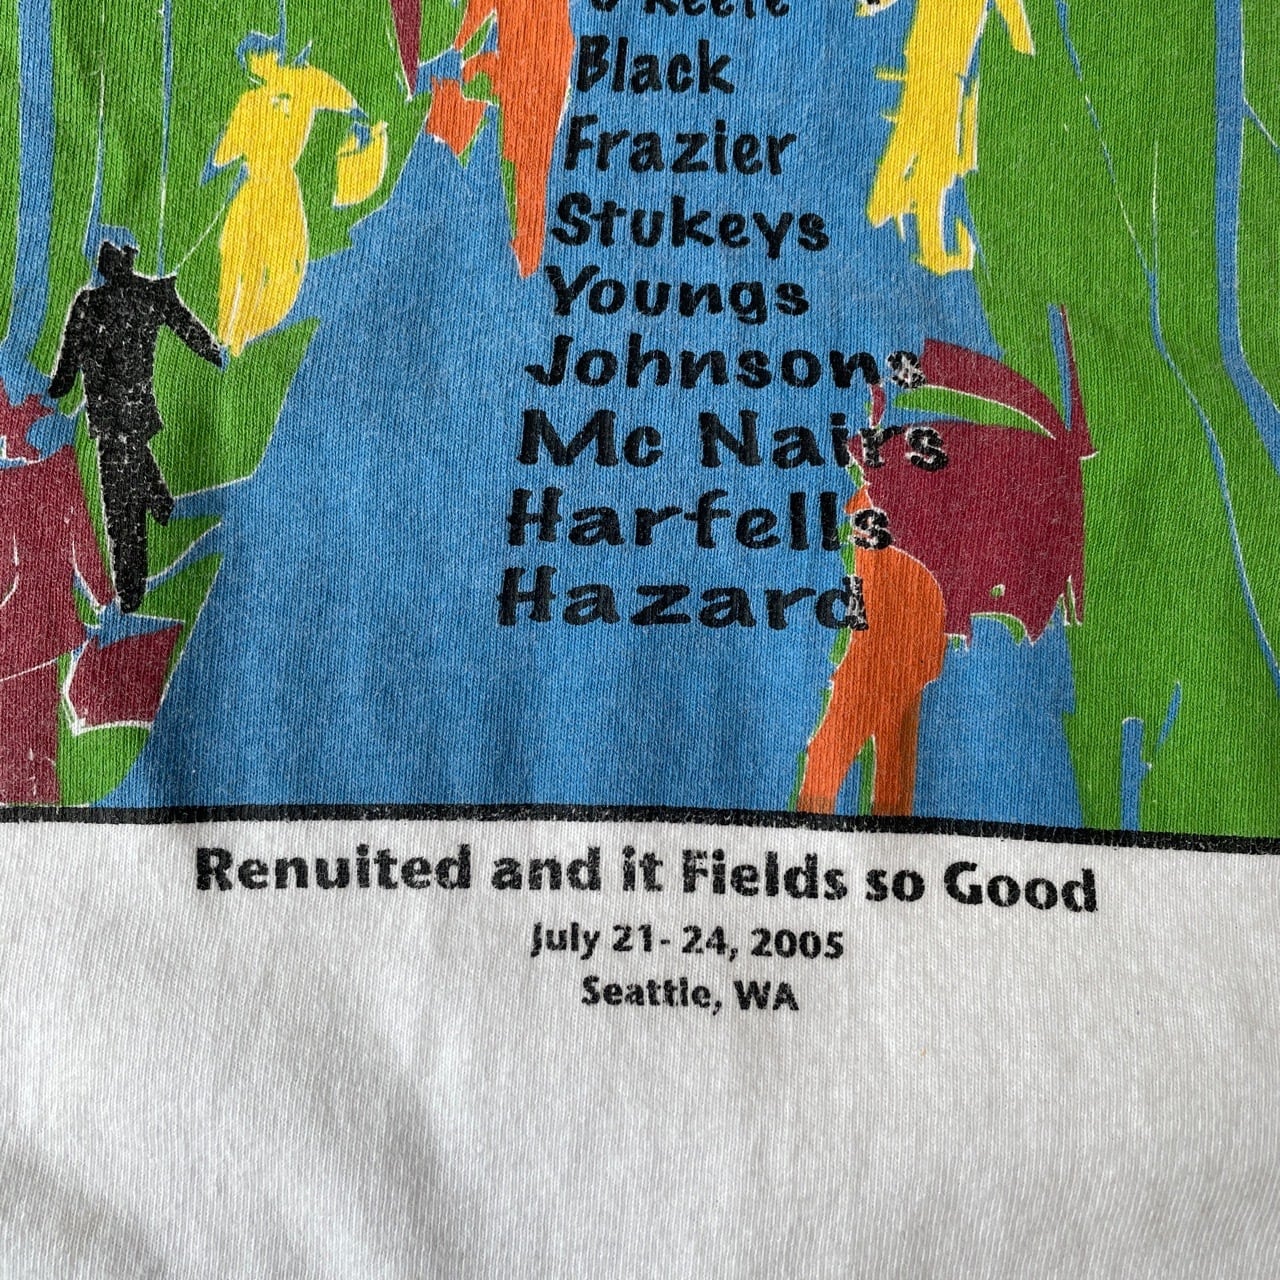 O'Keefe
Black
Frazier
Stukeys
Youngs
Johnsons
Mc Nairs
Harfells
Hazard
Renuited and it Fields so Good
July 21- 24, 2005
Seattle, WA